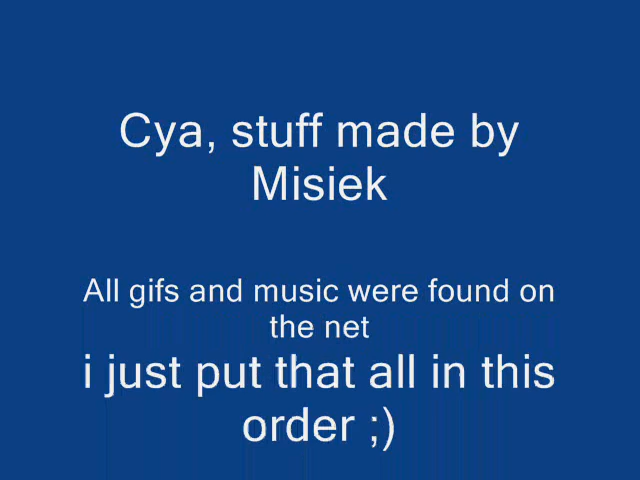 Cya, stuff made by
Misiek
All gifs and music were found on
the net
i just put that all in this
order ;)